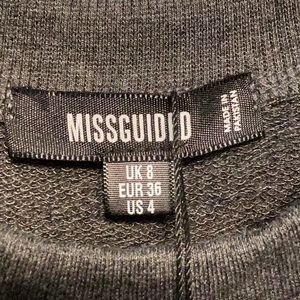 MISSGUIDED
MADE IN
PAKISTAN
UK 8
EUR 36
US 4